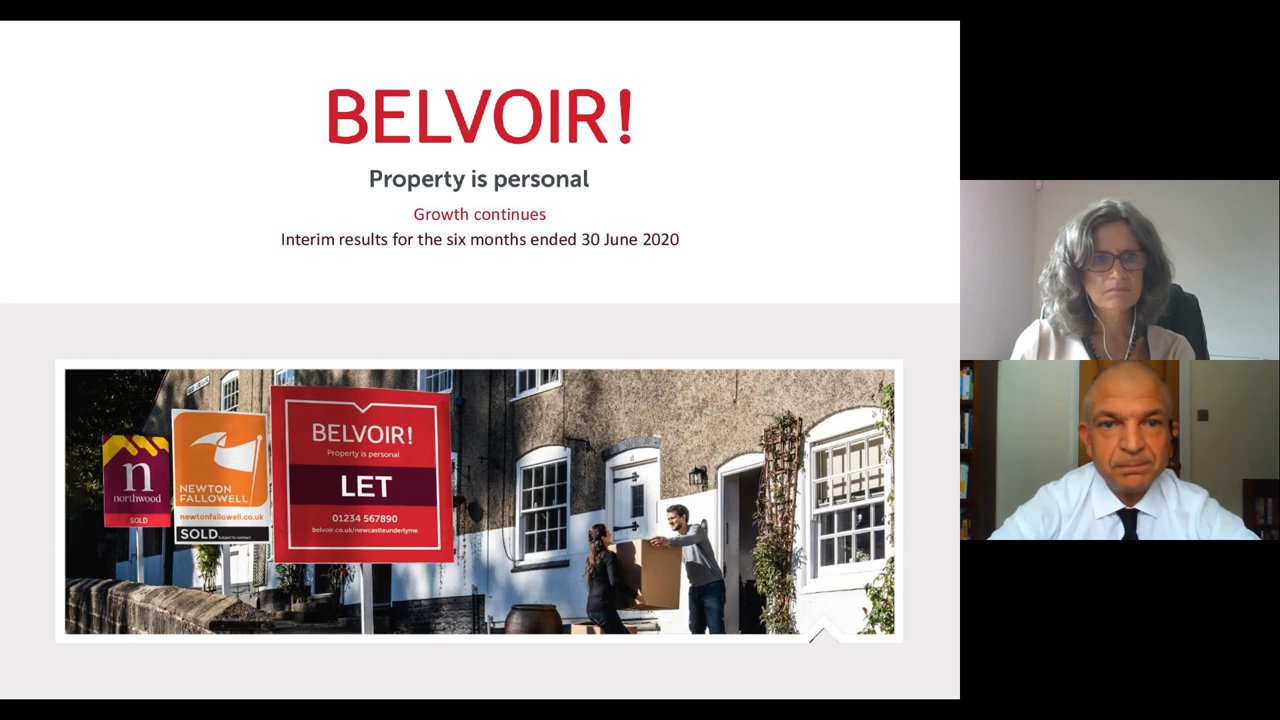 BELVOIR!
Property is personal
Growth continues
Interim results for the six months ended 30 June 2020
n
northwood
SOLD
NEWTON
FALLOWELL
newtonfallowell.co.uk
SOLD
BELVOIR!
Property is personal
LET
01234 567890
belvoir.co.uk/newcastleunderlyme